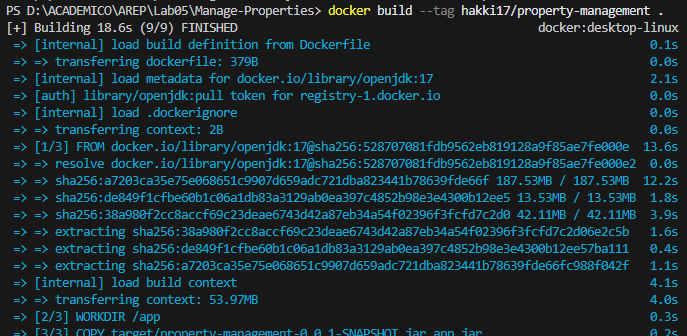 PS D:\ACADEMICO\AREP\Lab05\Manage-Properties> docker build --tag hakki17/property-management .
[+] Building 18.6s (9/9) FINISHED docker:desktop-linux
=> [internal] load build definition from Dockerfile 0.1s
=> => transferring dockerfile: 379B 0.0s
=> [internal] load metadata for docker.io/library/openjdk:17 2.1s
=> [auth] library/openjdk:pull token for registry-1.docker.io 0.0s
=> [internal] load .dockerignore 0.0s
=> => transferring context: 2B 0.0s
=> [1/3] FROM docker.io/library/openjdk:17@sha256:528707081fdb9562eb819128a9f85ae7fe000e 13.6s
=> => resolve docker.io/library/openjdk:17@sha256:528707081fdb9562eb819128a9f85ae7fe000e2 0.0s
=> => sha256:a7203ca35e75e068651c9907d659adc721dba823441b78639fde66f 187.53MB / 187.53MB 12.2s
=> => sha256:de849f1cfbe60b1c06a1db83a3129ab0ea397c4852b98e3e4300b12ee5 13.53MB / 13.53MB 1.8s
=> => sha256:38a980f2cc8accf69c23deae6743d42a87eb34a54f02396f3fcfd7c2d0 42.11MB / 42.11MB 3.9s
=> => extracting sha256:38a980f2cc8accf69c23deae6743d42a87eb34a54f02396f3fcfd7c2d06e2c5b 1.6s
=> => extracting sha256:de849f1cfbe60b1c06a1db83a3129ab0ea397c4852b98e3e4300b12ee57ba111 0.4s
=> => extracting sha256:a7203ca35e75e068651c9907d659adc721dba823441b78639fde66fc988f042f 1.1s
=> [internal] load build context 4.1s
=> => transferring context: 53.97MB 4.0s
=> [2/3] WORKDIR /app 0.3s
=> [3/3] COPY target/property-management-0.0.1-SNAPSHOT.jar app.jar 0.2s